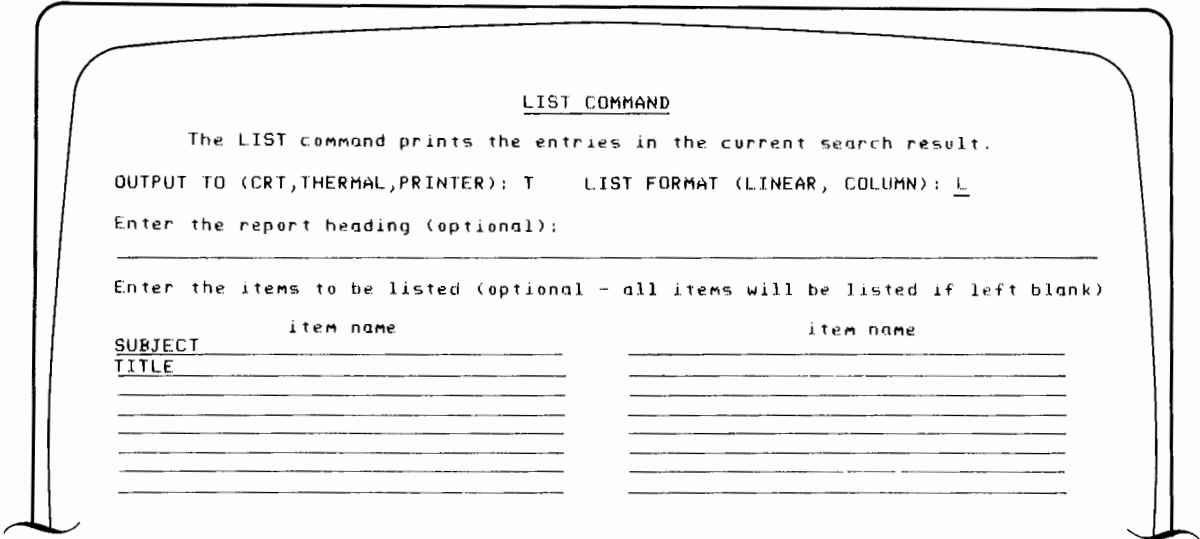 LIST COMMAND
The LIST command prints the entries in the current search result.
OUTPUT TO (CRT,THERMAL,PRINTER): T LIST FORMAT (LINEAR, COLUMN): L
Enter the report heading (optional):
Enter the items to be listed (optional - all items will be listed if left blank)
item name item name
SUBJECT
TITLE